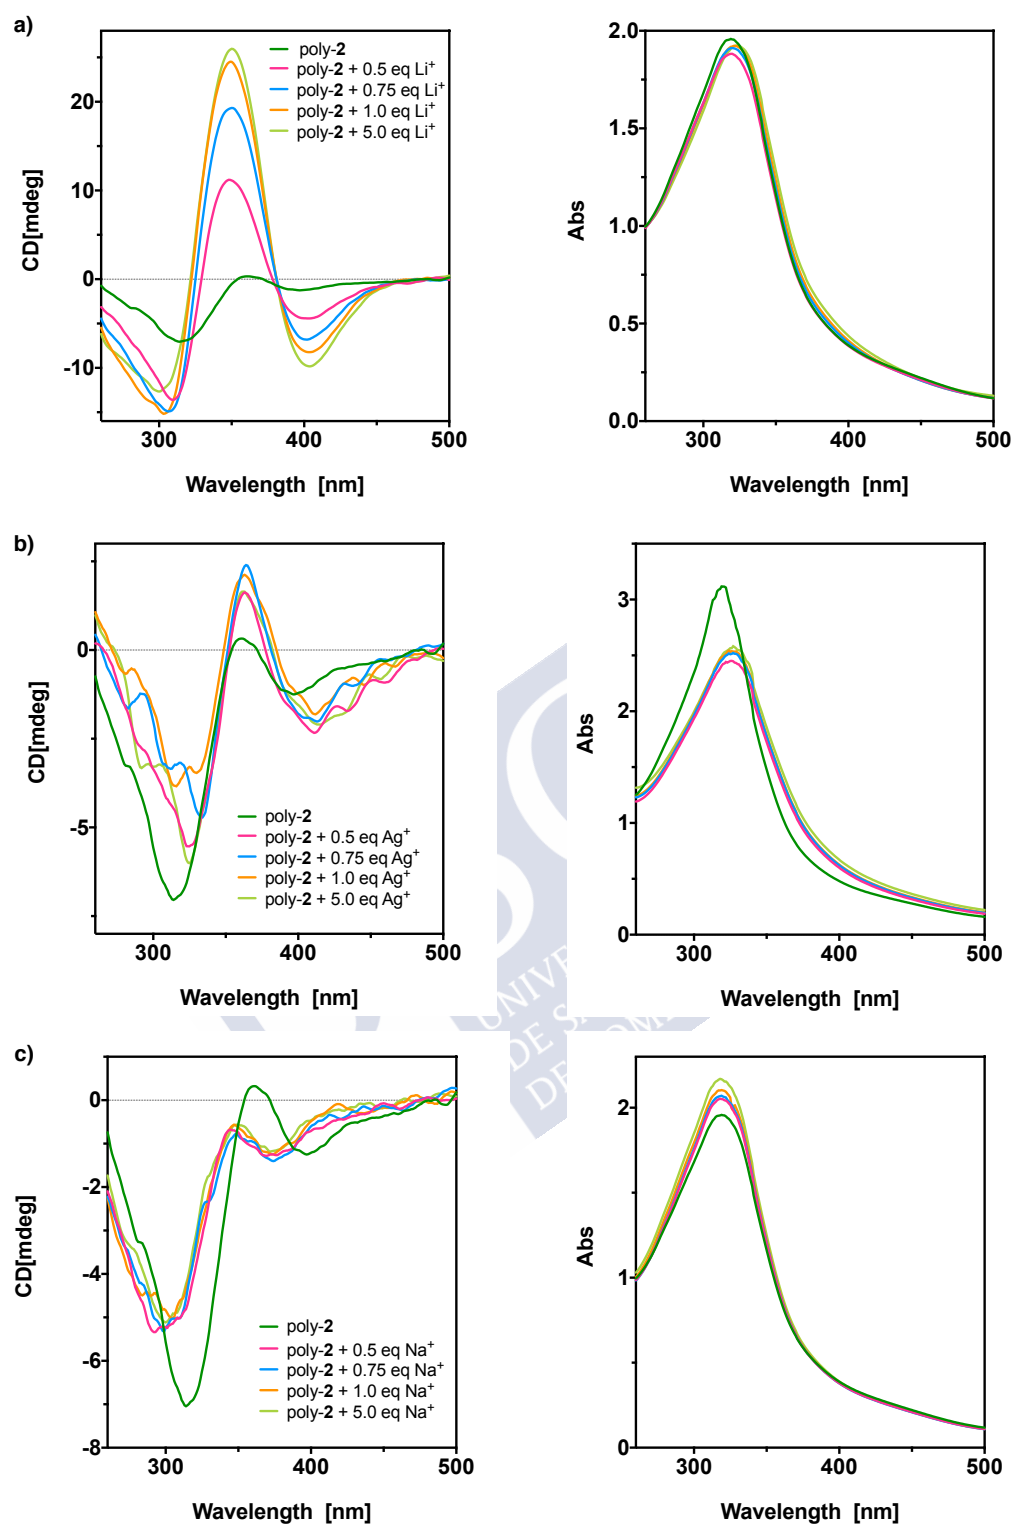 a)
CD[mdeg]
20
10
0
-10
300
400
500
Wavelength [nm]
poly-2
poly-2 + 0.5 eq Li⁺
poly-2 + 0.75 eq Li⁺
poly-2 + 1.0 eq Li⁺
poly-2 + 5.0 eq Li⁺
Abs
2.0
1.5
1.0
0.5
0.0
300
400
500
Wavelength [nm]
b)
CD[mdeg]
0
-5
300
400
500
Wavelength [nm]
poly-2
poly-2 + 0.5 eq Ag⁺
poly-2 + 0.75 eq Ag⁺
poly-2 + 1.0 eq Ag⁺
poly-2 + 5.0 eq Ag⁺
Abs
3
2
1
0
300
400
500
Wavelength [nm]
c)
CD[mdeg]
0
-2
-4
-6
-8
300
400
500
Wavelength [nm]
poly-2
poly-2 + 0.5 eq Na⁺
poly-2 + 0.75 eq Na⁺
poly-2 + 1.0 eq Na⁺
poly-2 + 5.0 eq Na⁺
Abs
2
1
0
300
400
500
Wavelength [nm]